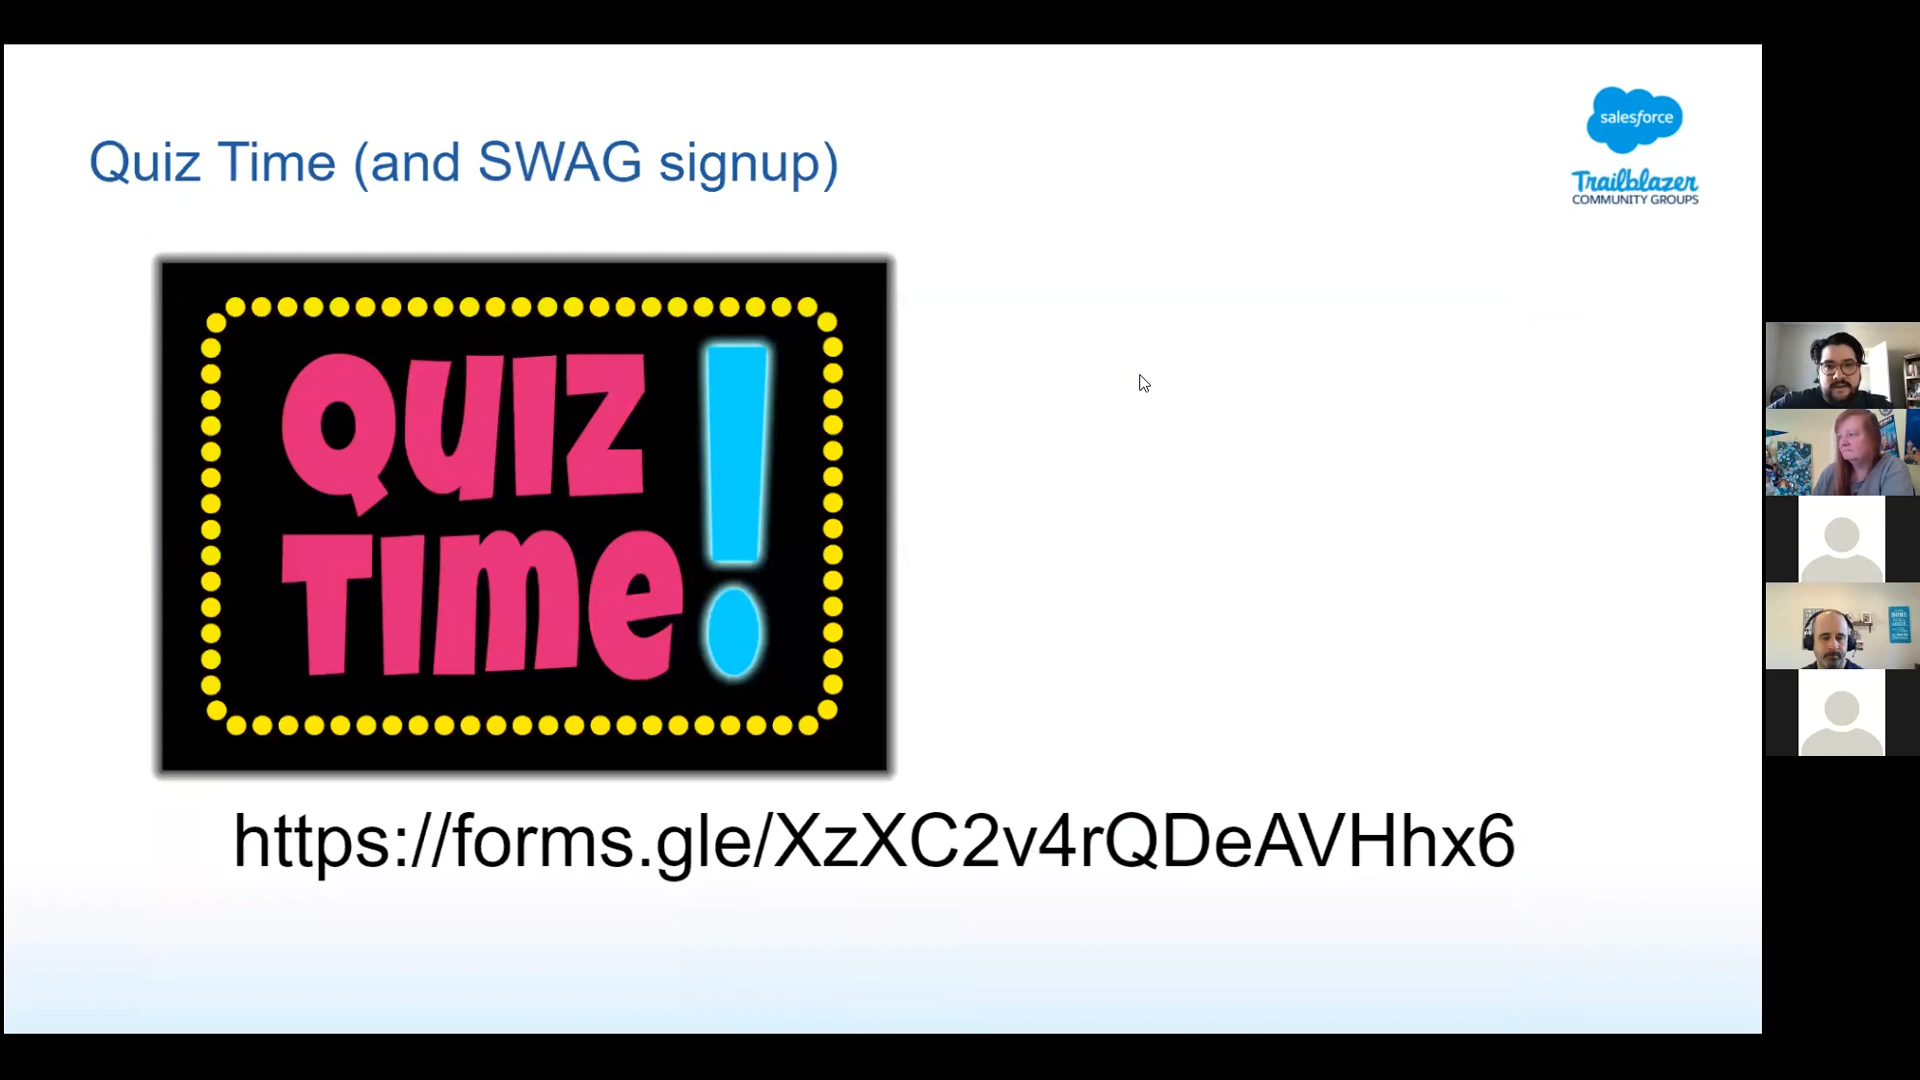 Quiz Time (and SWAG signup)
salesforce
Trailblazer
COMMUNITY GROUPS
QUIZ
TIME!
https://forms.gle/XzXC2v4rQDeAVHhx6